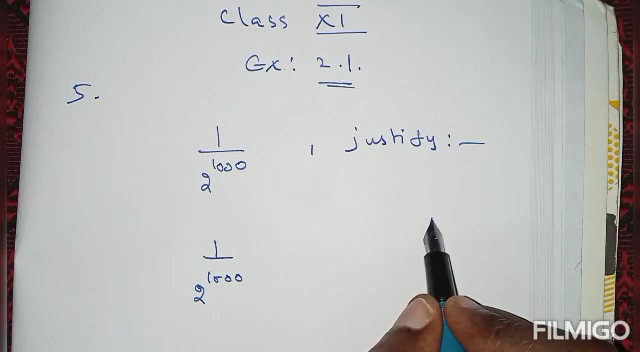 Class XI
Ex: 2.1.
5.
1/2^1000 , justify:—
1/2^1000
FILMIGO